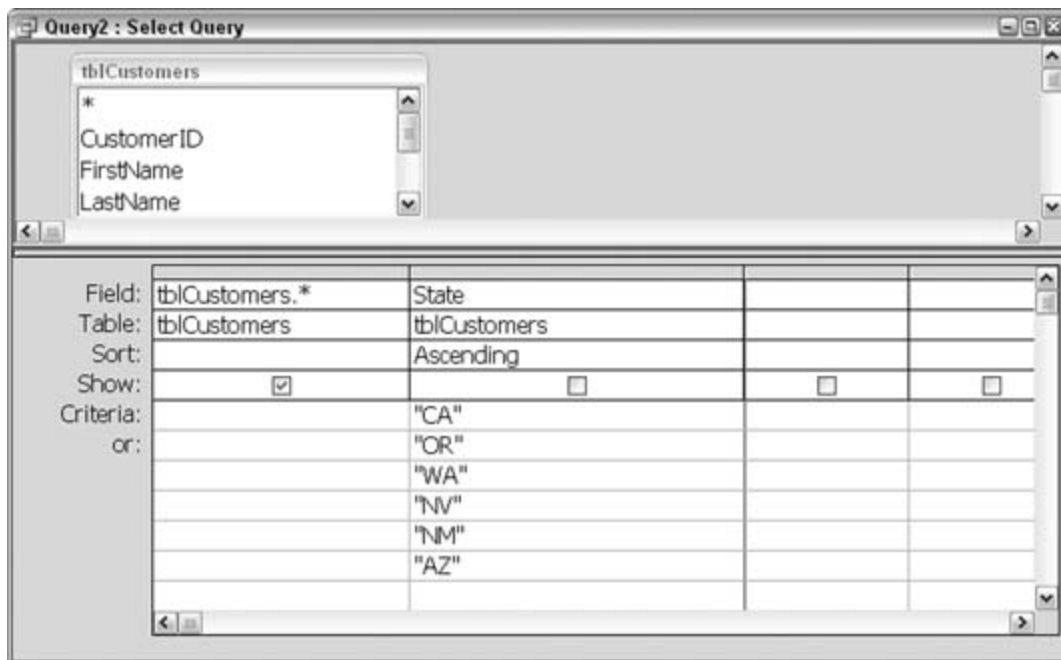 Query2 : Select Query
tblCustomers
*
CustomerID
FirstName
LastName
Field: tblCustomers.* State
Table: tblCustomers tblCustomers
Sort: Ascending
Show:
Criteria: "CA"
or: "OR"
"WA"
"NV"
"NM"
"AZ"